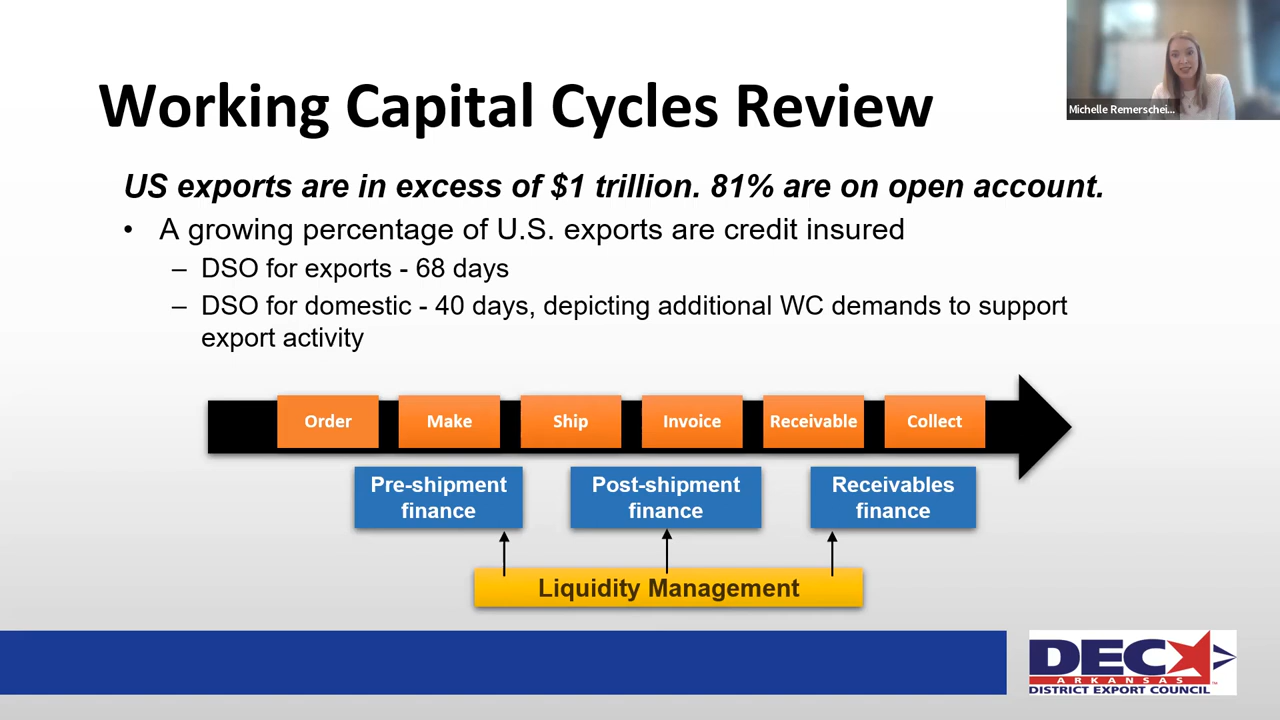 Michelle Remerschei...
Working Capital Cycles Review
US exports are in excess of $1 trillion. 81% are on open account.
• A growing percentage of U.S. exports are credit insured
– DSO for exports - 68 days
– DSO for domestic - 40 days, depicting additional WC demands to support
export activity
Order Make Ship Invoice Receivable Collect
Pre-shipment
finance
Post-shipment
finance
Receivables
finance
Liquidity Management
DEC
ARKANSAS
DISTRICT EXPORT COUNCIL